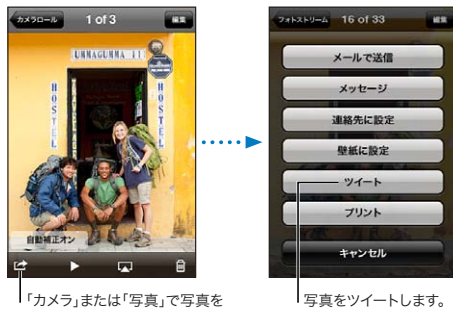 カメラロール 1 of 3 編集
UMMAGUMMA 11
HOSTEL
HOSTEL
自動補正オン
「カメラ」または「写真」で写真を
フォトストリーム 16 of 33 編集
メールで送信
メッセージ
連絡先に設定
壁紙に設定
ツイート
プリント
キャンセル
写真をツイートします。